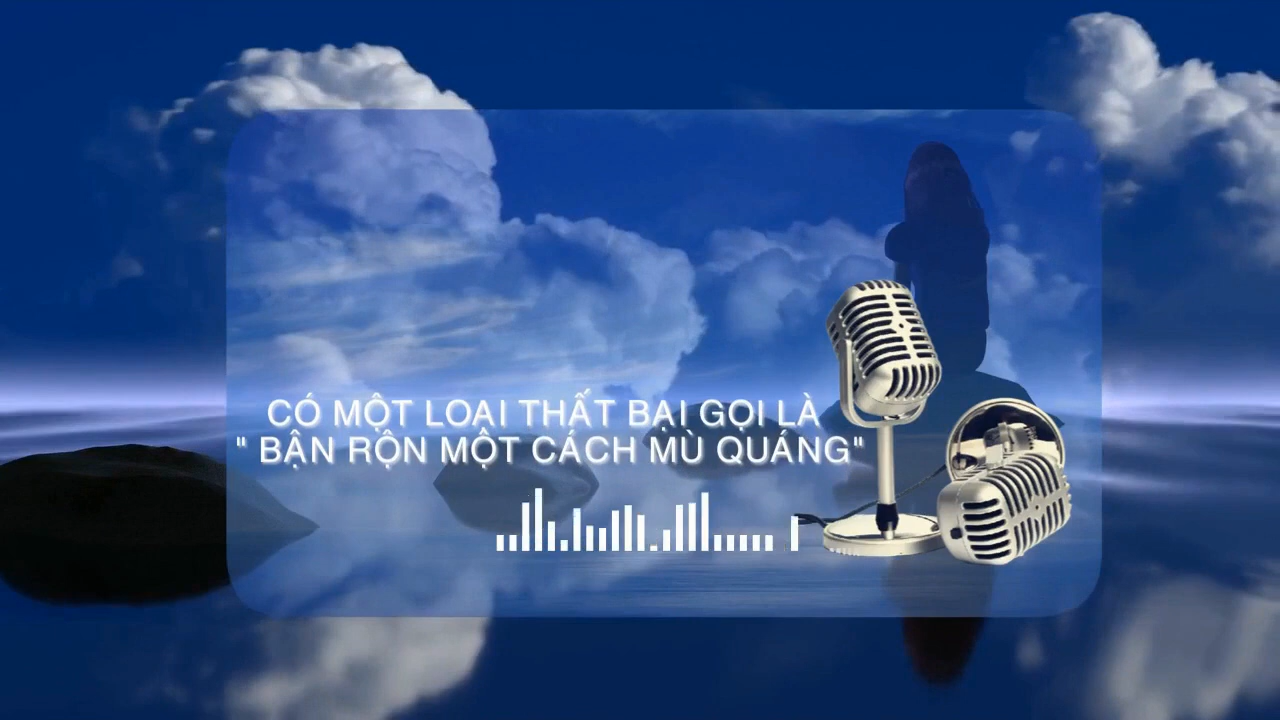 CÓ MỘT LOẠI THẤT BẠI GỌI LÀ
" BẬN RỘN MỘT CÁCH MÙ QUÁNG"